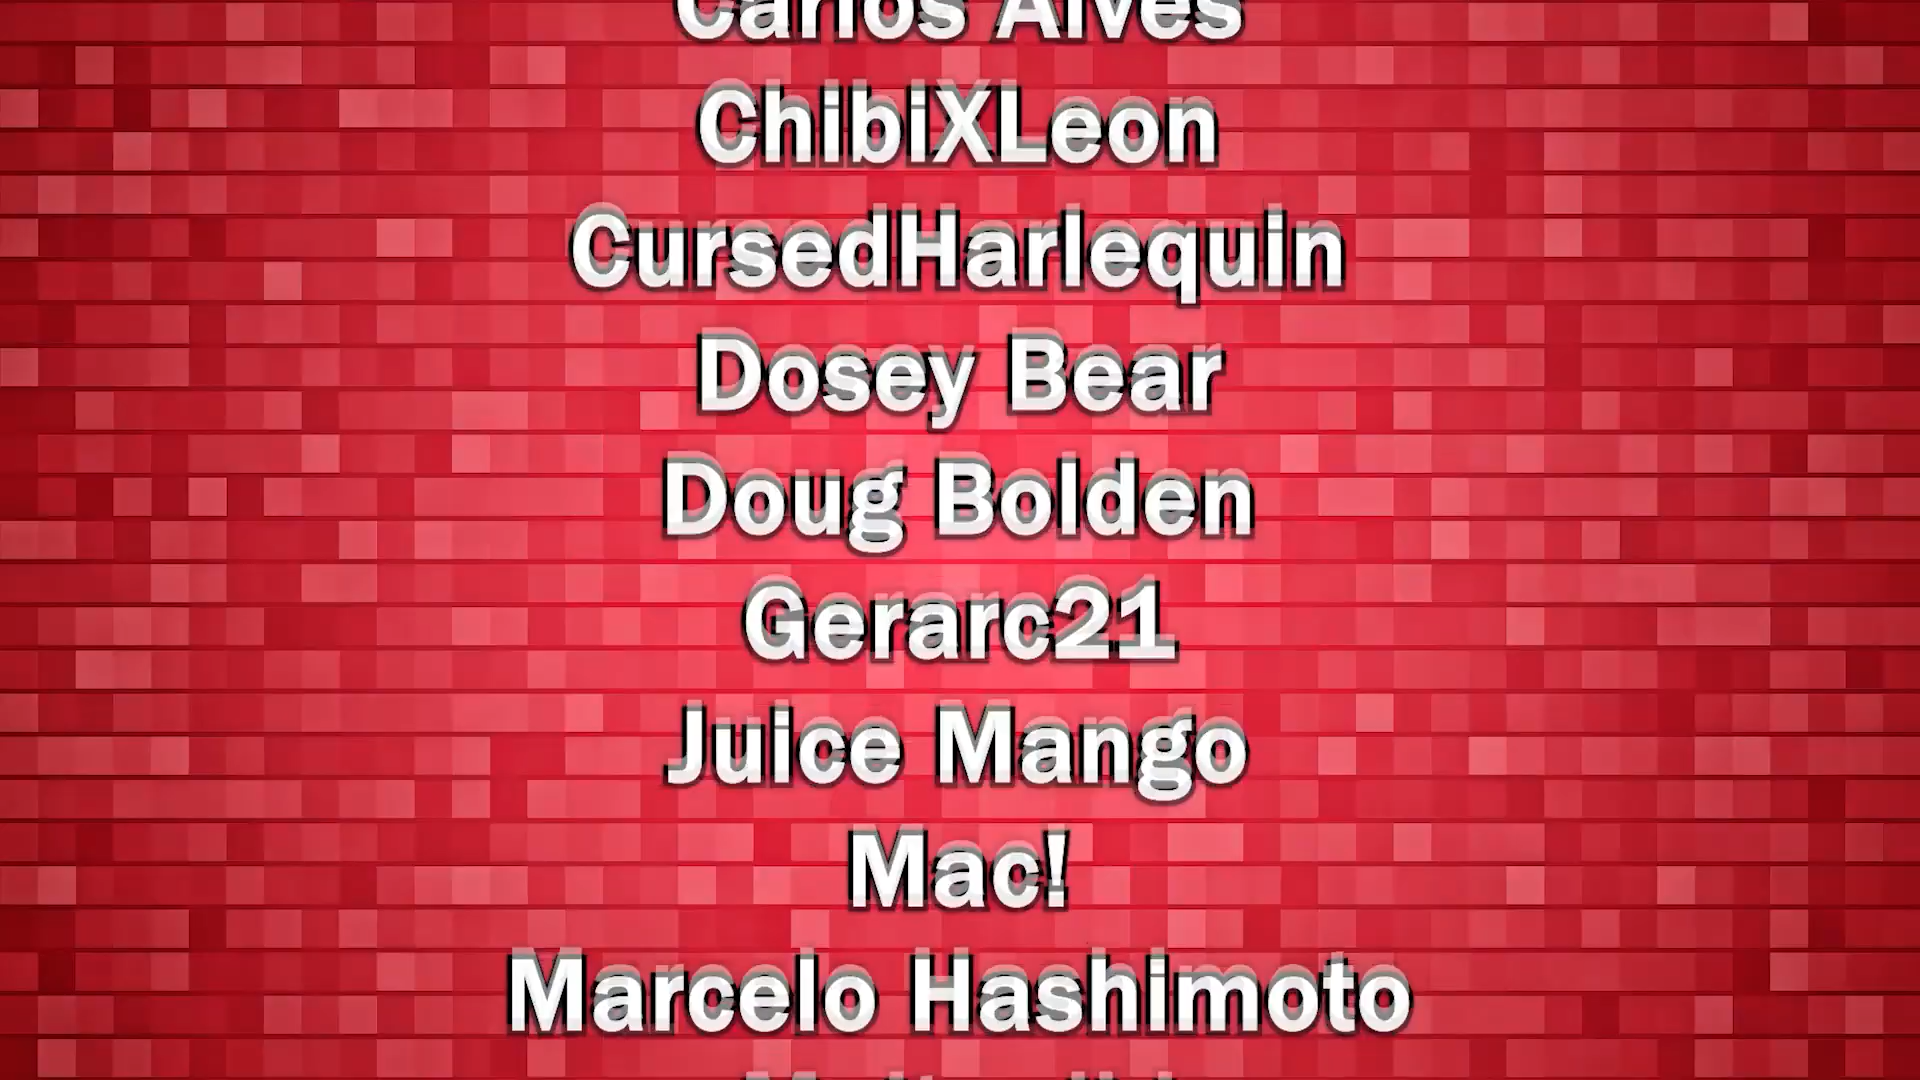 Carlos Alves
ChibiXLeon
CursedHarlequin
Dosey Bear
Doug Bolden
Gerarc21
Juice Mango
Mac!
Marcelo Hashimoto